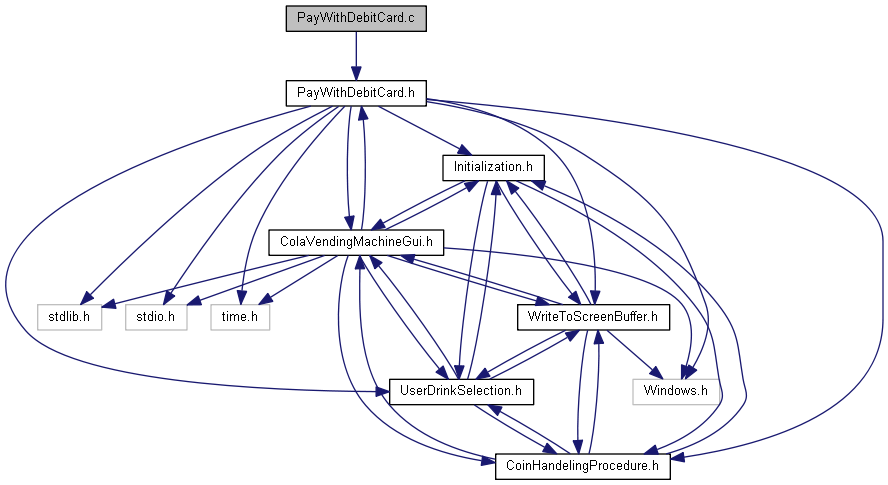 PayWithDebitCard.c
PayWithDebitCard.h
Initialization.h
ColaVendingMachineGui.h
stdlib.h
stdio.h
time.h
WriteToScreenBuffer.h
UserDrinkSelection.h
Windows.h
CoinHandelingProcedure.h